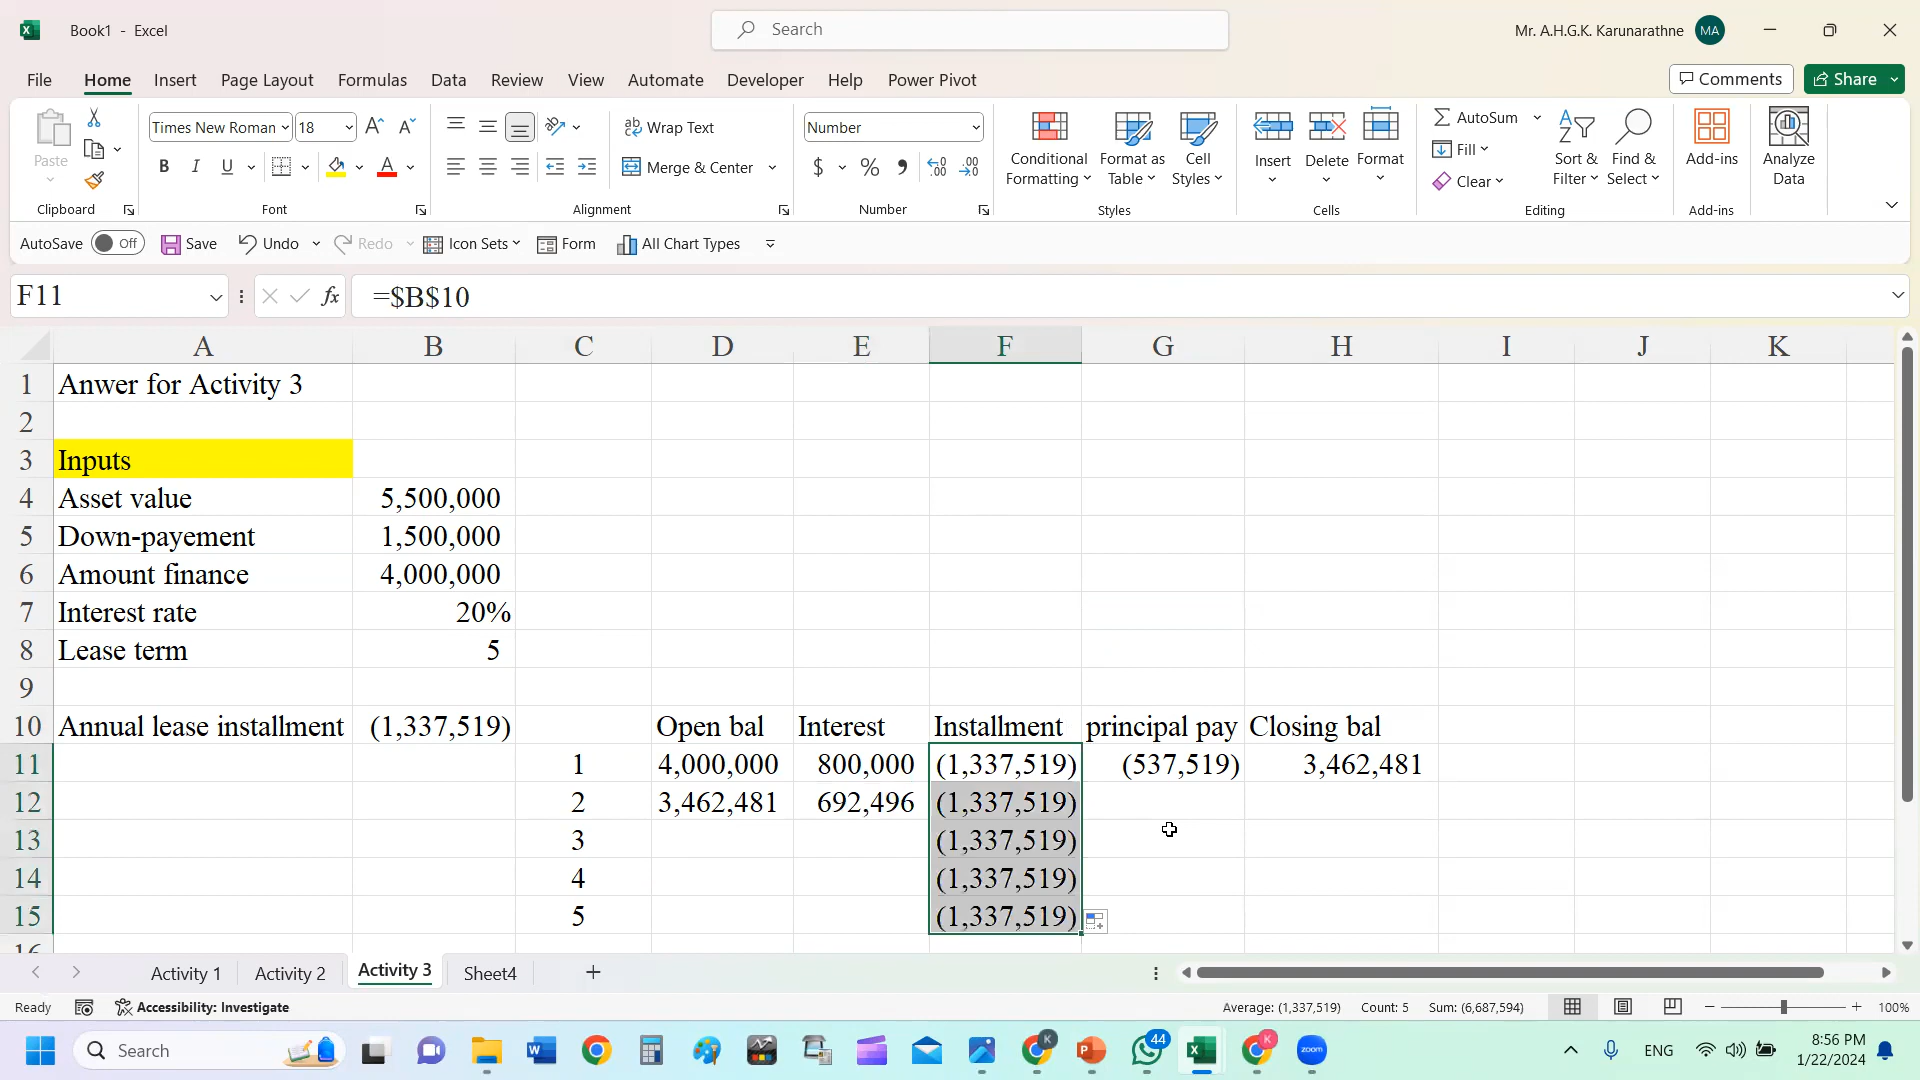 Book1 - Excel
Search
Mr. A.H.G.K. Karunarathne
MA
File
Home
Insert
Page Layout
Formulas
Data
Review
View
Automate
Developer
Help
Power Pivot
Comments
Share
Paste
Clipboard
Times New Roman
18
B
I
U
A
Font
Wrap Text
Merge & Center
Alignment
Number
$
%
Number
Conditional Formatting
Format as Table
Cell Styles
Styles
Insert
Delete
Format
Cells
AutoSum
Fill
Clear
Sort & Filter
Find & Select
Editing
Add-ins
Add-ins
Analyze Data
AutoSave
Off
Save
Undo
Redo
Icon Sets
Form
All Chart Types
F11
fx
=$B$10
A B C D E F G H I J K
1 Anwer for Activity 3
2
3 Inputs
4 Asset value 5,500,000
5 Down-payement 1,500,000
6 Amount finance 4,000,000
7 Interest rate 20%
8 Lease term 5
9
10 Annual lease installment (1,337,519) Open bal Interest Installment principal pay Closing bal
11 1 4,000,000 800,000 (1,337,519) (537,519) 3,462,481
12 2 3,462,481 692,496 (1,337,519)
13 3 (1,337,519)
14 4 (1,337,519)
15 5 (1,337,519)
16
Activity 1
Activity 2
Activity 3
Sheet4
Ready
Accessibility: Investigate
Average: (1,337,519)
Count: 5
Sum: (6,687,594)
100%
Search
44
zoom
ENG
8:56 PM
1/22/2024